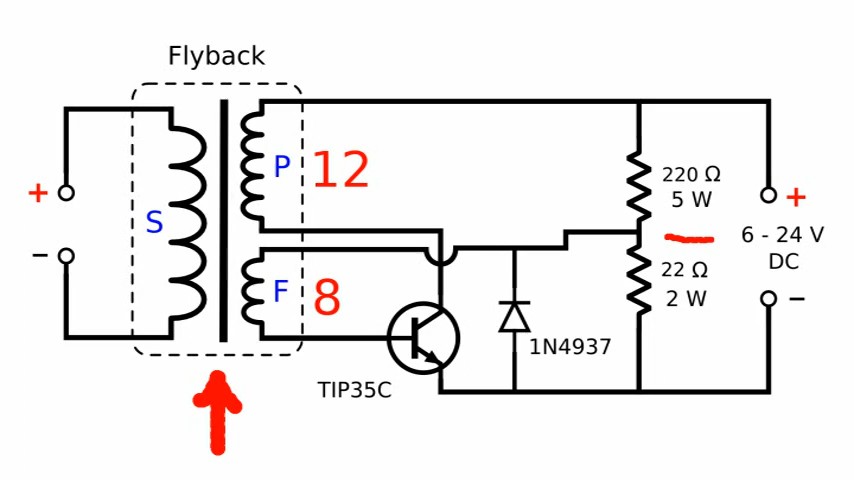 Flyback
P 12
220 Ω
5 W
+
+
S
6 - 24 V
DC
−
22 Ω
2 W
F 8
−
1N4937
TIP35C